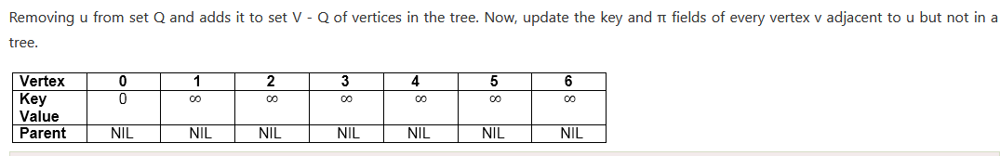 Removing u from set Q and adds it to set V - Q of vertices in the tree. Now, update the key and π fields of every vertex v adjacent to u but not in a
tree.
Vertex 0 1 2 3 4 5 6
Key Value 0 ∞ ∞ ∞ ∞ ∞ ∞
Parent NIL NIL NIL NIL NIL NIL NIL